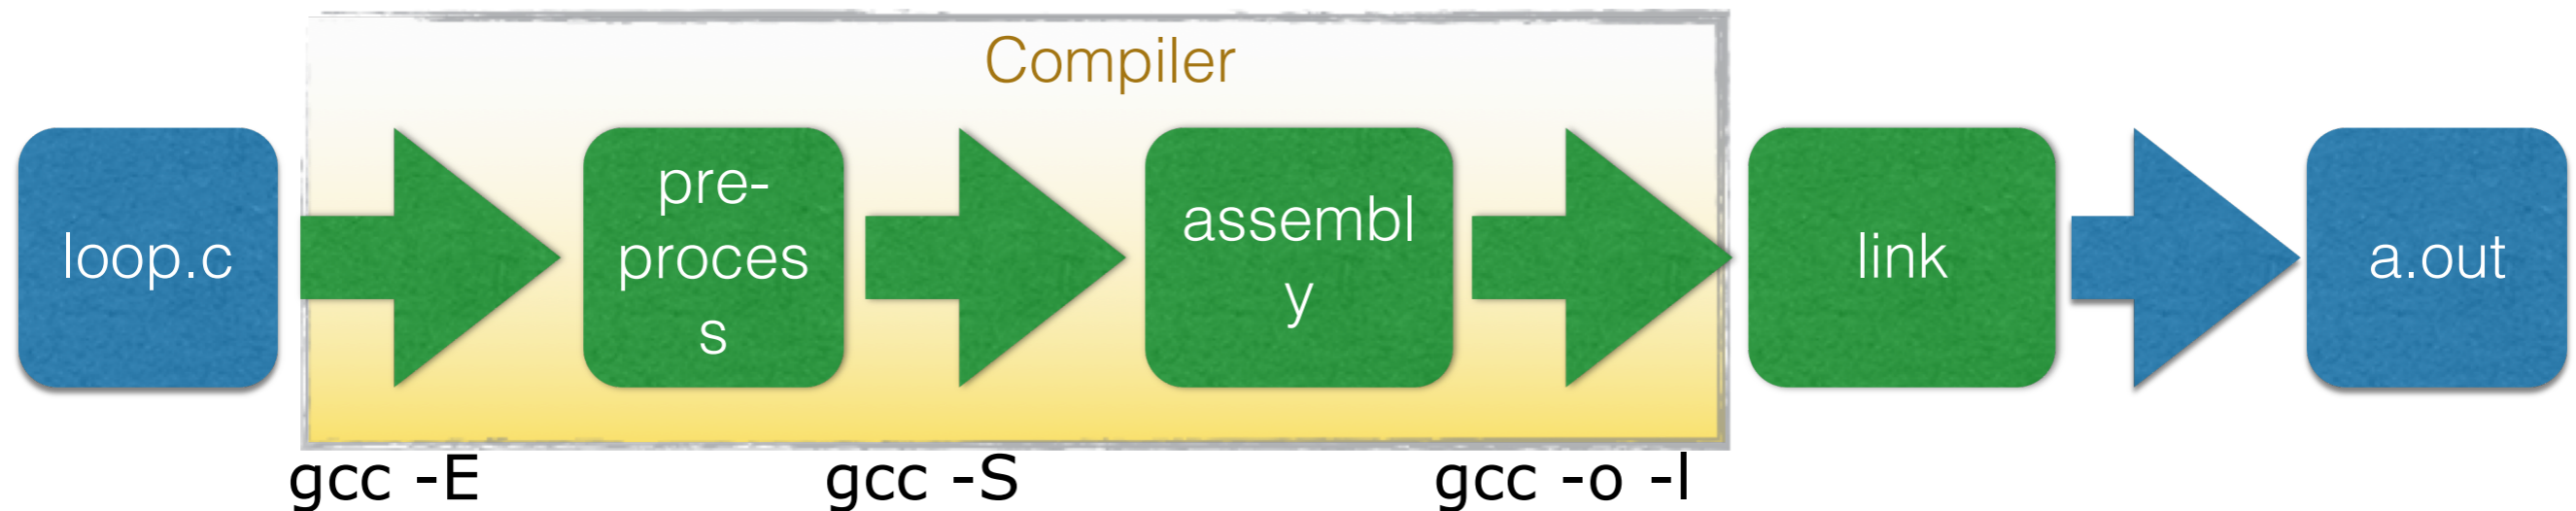 Compiler
loop.c
pre-
proces
s
assembl
y
link
a.out
gcc -E
gcc -S
gcc -o -l